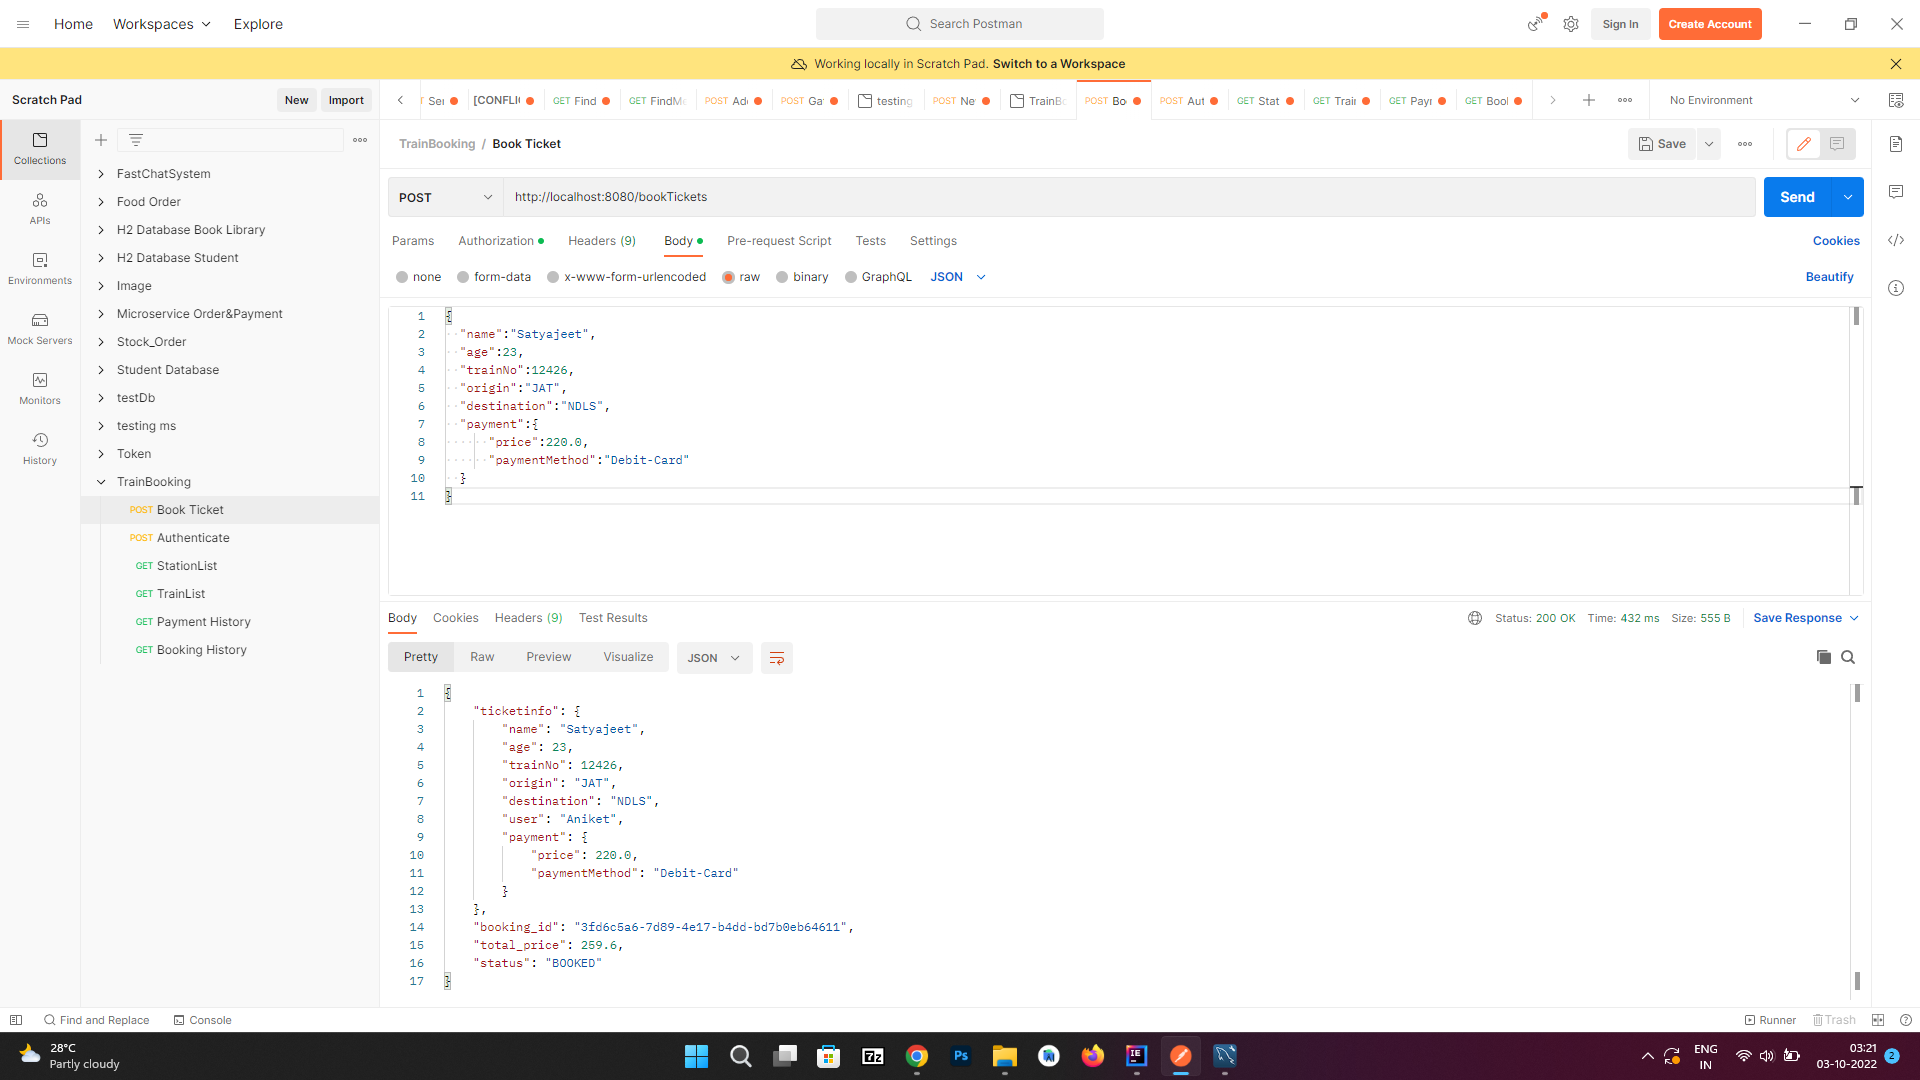 Home Workspaces Explore Search Postman Sign In Create Account
Working locally in Scratch Pad. Switch to a Workspace
Scratch Pad New Import
[CONFLI GET Find GET FindM POST POST Ga testing POST Ne TrainB POST Bo POST Aut GET Stat GET Trai GET Payr GET Bool No Environment
Collections
APIs
Environments
Mock Servers
Monitors
History
FastChatSystem
Food Order
H2 Database Book Library
H2 Database Student
Image
Microservice Order&Payment
Stock_Order
Student Database
testDb
testing ms
Token
TrainBooking
POST Book Ticket
POST Authenticate
GET StationList
GET TrainList
GET Payment History
GET Booking History
TrainBooking / Book Ticket Save
POST http://localhost:8080/bookTickets Send
Params Authorization Headers (9) Body Pre-request Script Tests Settings Cookies
none form-data x-www-form-urlencoded raw binary GraphQL JSON Beautify
1 {
2 "name":"Satyajeet",
3 "age":23,
4 "trainNo":12426,
5 "origin":"JAT",
6 "destination":"NDLS",
7 "payment":{
8 "price":220.0,
9 "paymentMethod":"Debit-Card"
10 }
11 }
Body Cookies Headers (9) Test Results Status: 200 OK Time: 432 ms Size: 555 B Save Response
Pretty Raw Preview Visualize JSON
1 {
2 "ticketinfo": {
3 "name": "Satyajeet",
4 "age": 23,
5 "trainNo": 12426,
6 "origin": "JAT",
7 "destination": "NDLS",
8 "user": "Aniket",
9 "payment": {
10 "price": 220.0,
11 "paymentMethod": "Debit-Card"
12 }
13 },
14 "booking_id": "3fd6c5a6-7d89-4e17-b4dd-bd7b0eb64611",
15 "total_price": 259.6,
16 "status": "BOOKED"
17 }
Find and Replace Console Runner Trash
28°C
Partly cloudy
7z
Ps
IE
ENG
IN
03:21
03-10-2022
2